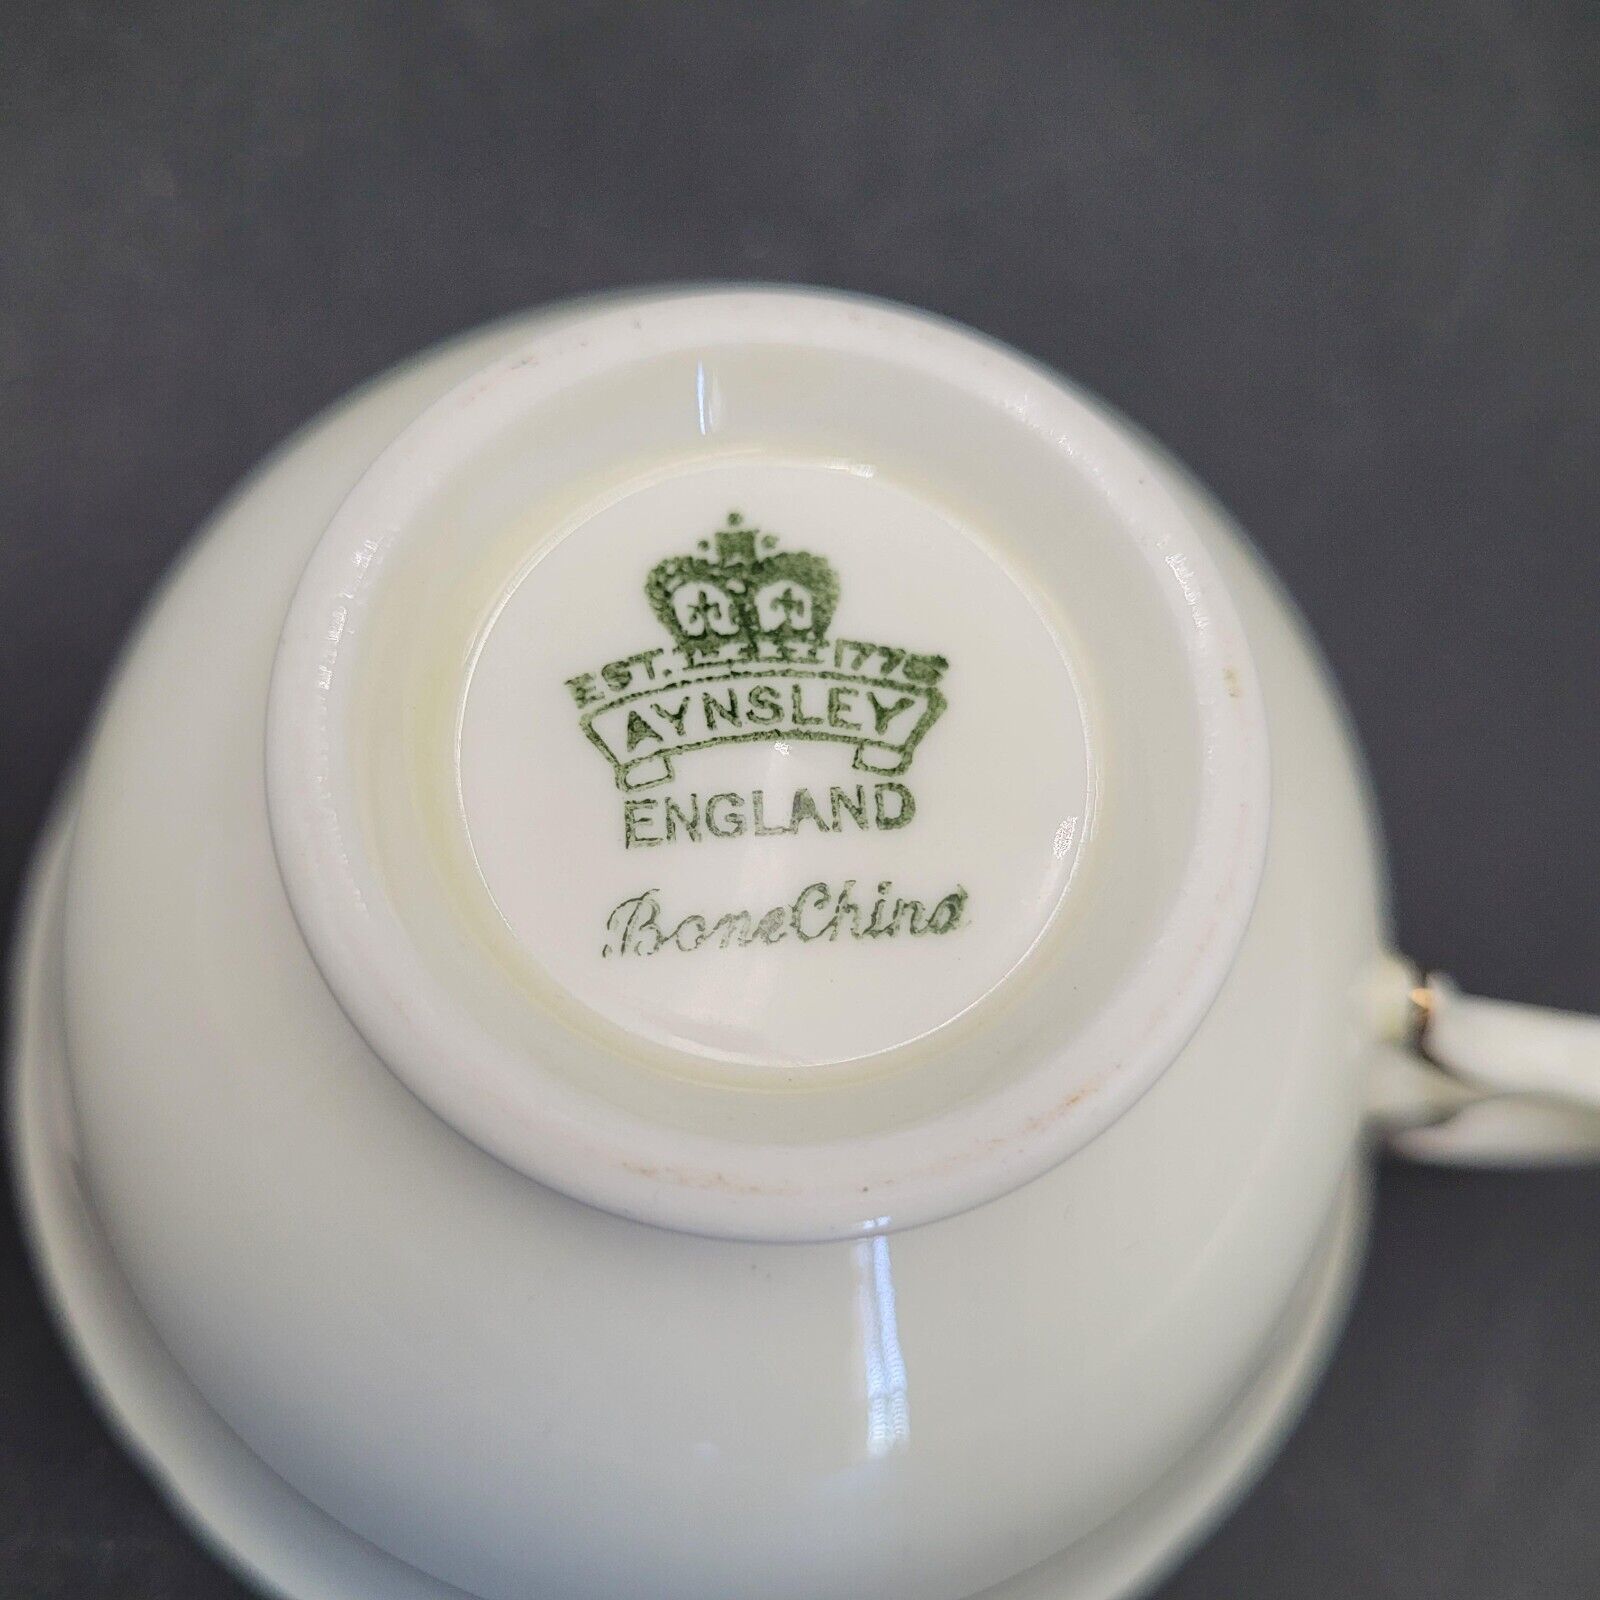 EST. 1775
AYNSLEY
ENGLAND
Bone China